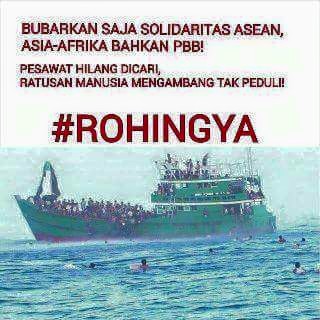 BUBARKAN SAJA SOLIDARITAS ASEAN,
ASIA-AFRIKA BAHKAN PBB!
PESAWAT HILANG DICARI,
RATUSAN MANUSIA MENGAMBANG TAK PEDULI!
#ROHINGYA